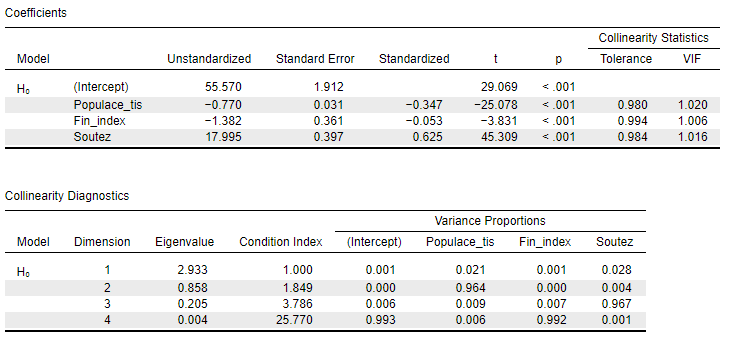 Coefficients
Collinearity Statistics
Model Unstandardized Standard Error Standardized t p Tolerance VIF
H₀ (Intercept) 55.570 1.912 29.069 < .001
Populace_tis −0.770 0.031 −0.347 −25.078 < .001 0.980 1.020
Fin_index −1.382 0.361 −0.053 −3.831 < .001 0.994 1.006
Soutez 17.995 0.397 0.625 45.309 < .001 0.984 1.016
Collinearity Diagnostics
Variance Proportions
Model Dimension Eigenvalue Condition Index (Intercept) Populace_tis Fin_index Soutez
H₀ 1 2.933 1.000 0.001 0.021 0.001 0.028
2 0.858 1.849 0.000 0.964 0.000 0.004
3 0.205 3.786 0.006 0.009 0.007 0.967
4 0.004 25.770 0.993 0.006 0.992 0.001